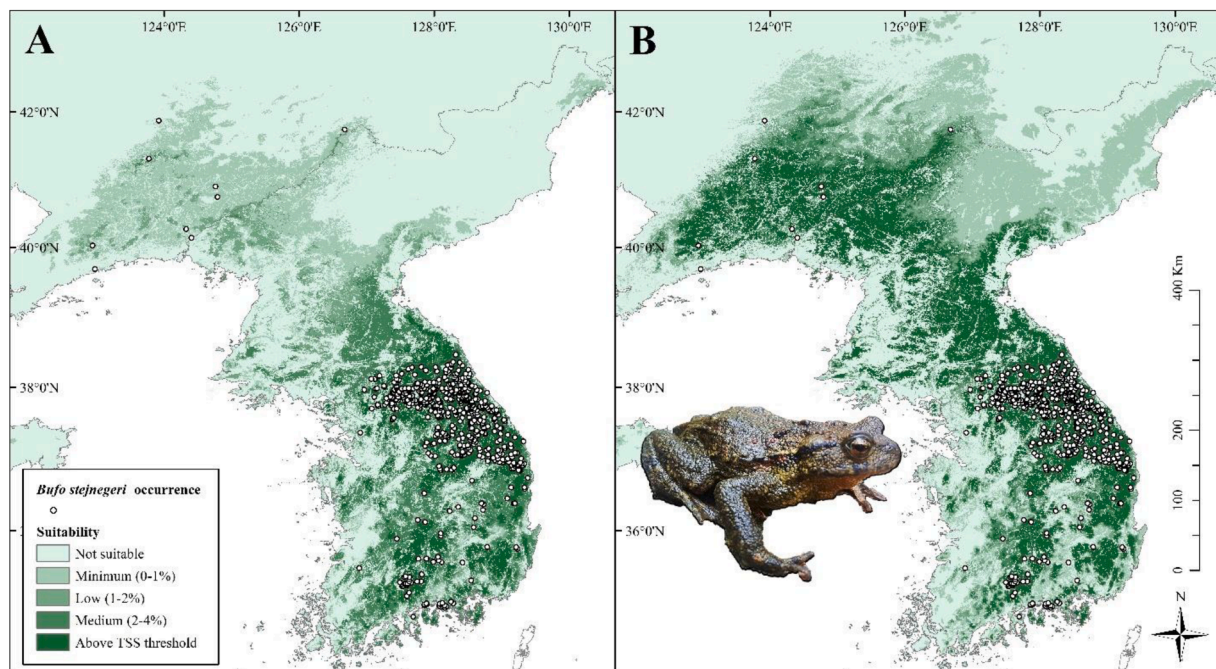 A
124°0'E 126°0'E 128°0'E 130°0'E
42°0'N
40°0'N
38°0'N
Bufo stejnegeri occurrence
Suitability
Not suitable
Minimum (0-1%)
Low (1-2%)
Medium (2-4%)
Above TSS threshold
B
124°0'E 126°0'E 128°0'E 130°0'E
42°0'N
40°0'N
38°0'N
36°0'N
400 Km
300
200
100
0
N